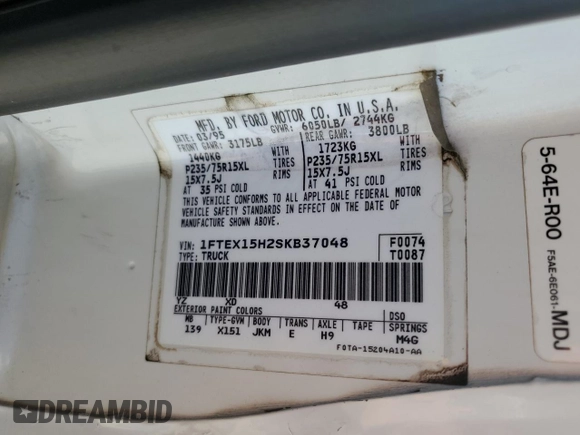 MFD. BY FORD MOTOR CO. IN U.S.A.
DATE: 03/95 GVWR: 6050LB/ 2744KG
FRONT GAWR: 3175LB REAR GAWR: 3800LB
1440KG WITH 1723KG WITH
P235/75R15XL TIRES P235/75R15XL TIRES
15X7.5J RIMS 15X7.5J RIMS
AT 35 PSI COLD AT 41 PSI COLD
THIS VEHICLE CONFORMS TO ALL APPLICABLE FEDERAL MOTOR
VEHICLE SAFETY STANDARDS IN EFFECT ON THE DATE OF
MANUFACTURE SHOWN ABOVE.
VIN: 1FTEX15H2SKB37048 F0074
TYPE: TRUCK T0087
YZ XD 48
EXTERIOR PAINT COLORS DSO
WB TYPE-GVW BODY TRANS AXLE TAPE SPRINGS
139 X151 JKM E H9 M4G
F0TA-15204A10-AA
5-64E-R00
F5AE-6E061-MDJ
DREAMBID